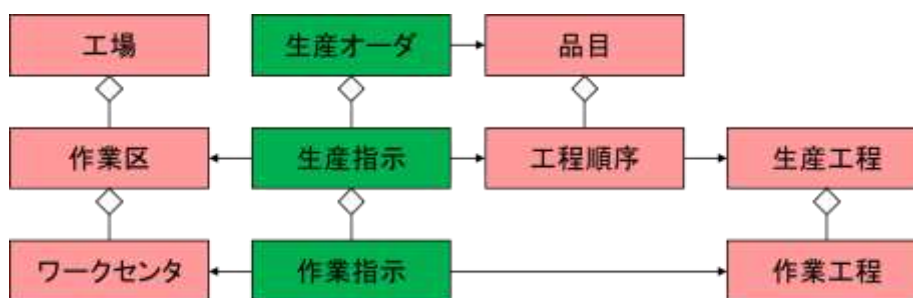 工場
生産オーダ
品目
作業区
生産指示
工程順序
生産工程
ワークセンタ
作業指示
作業工程